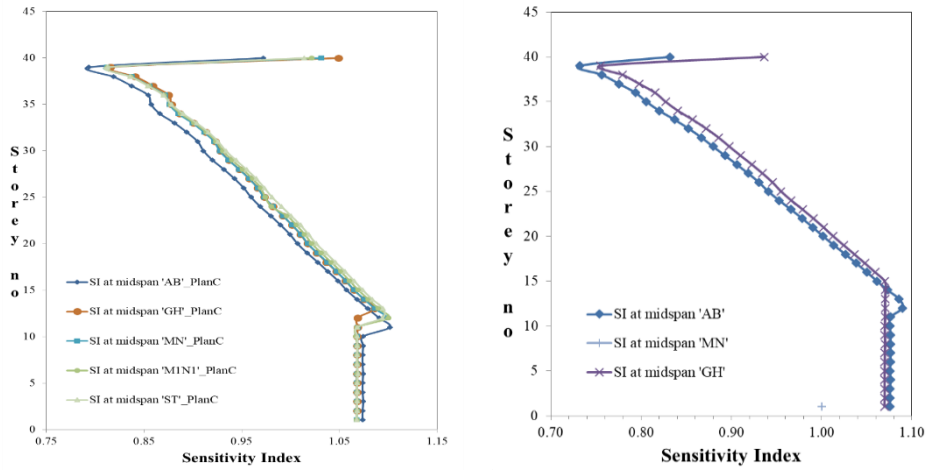 45
40
35
30
25
20
15
10
5
0
Storey no
SI at midspan 'AB'_PlanC
SI at midspan 'GH'_PlanC
SI at midspan 'MN'_PlanC
SI at midspan 'M1N1'_PlanC
SI at midspan 'ST'_PlanC
0.75 0.85 0.95 1.05 1.15
Sensitivity Index
45
40
35
30
25
20
15
10
5
0
Storey no
SI at midspan 'AB'
SI at midspan 'MN'
SI at midspan 'GH'
0.70 0.80 0.90 1.00 1.10
Sensitivity Index